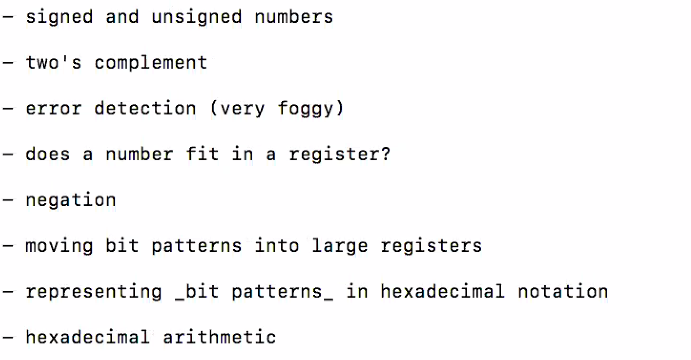 – signed and unsigned numbers
– two's complement
– error detection (very foggy)
– does a number fit in a register?
– negation
– moving bit patterns into large registers
– representing _bit patterns_ in hexadecimal notation
– hexadecimal arithmetic